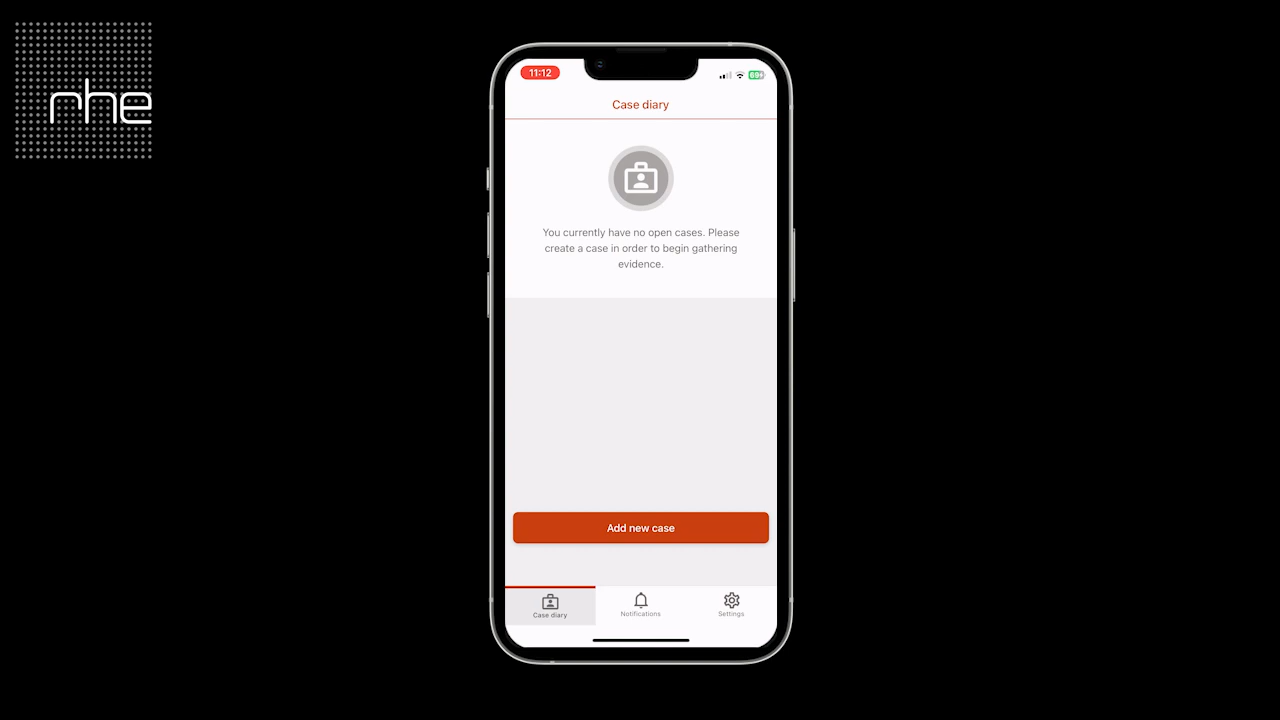 rhe
11:12
69
Case diary
You currently have no open cases. Please
create a case in order to begin gathering
evidence.
Add new case
Case diary
Notifications
Settings